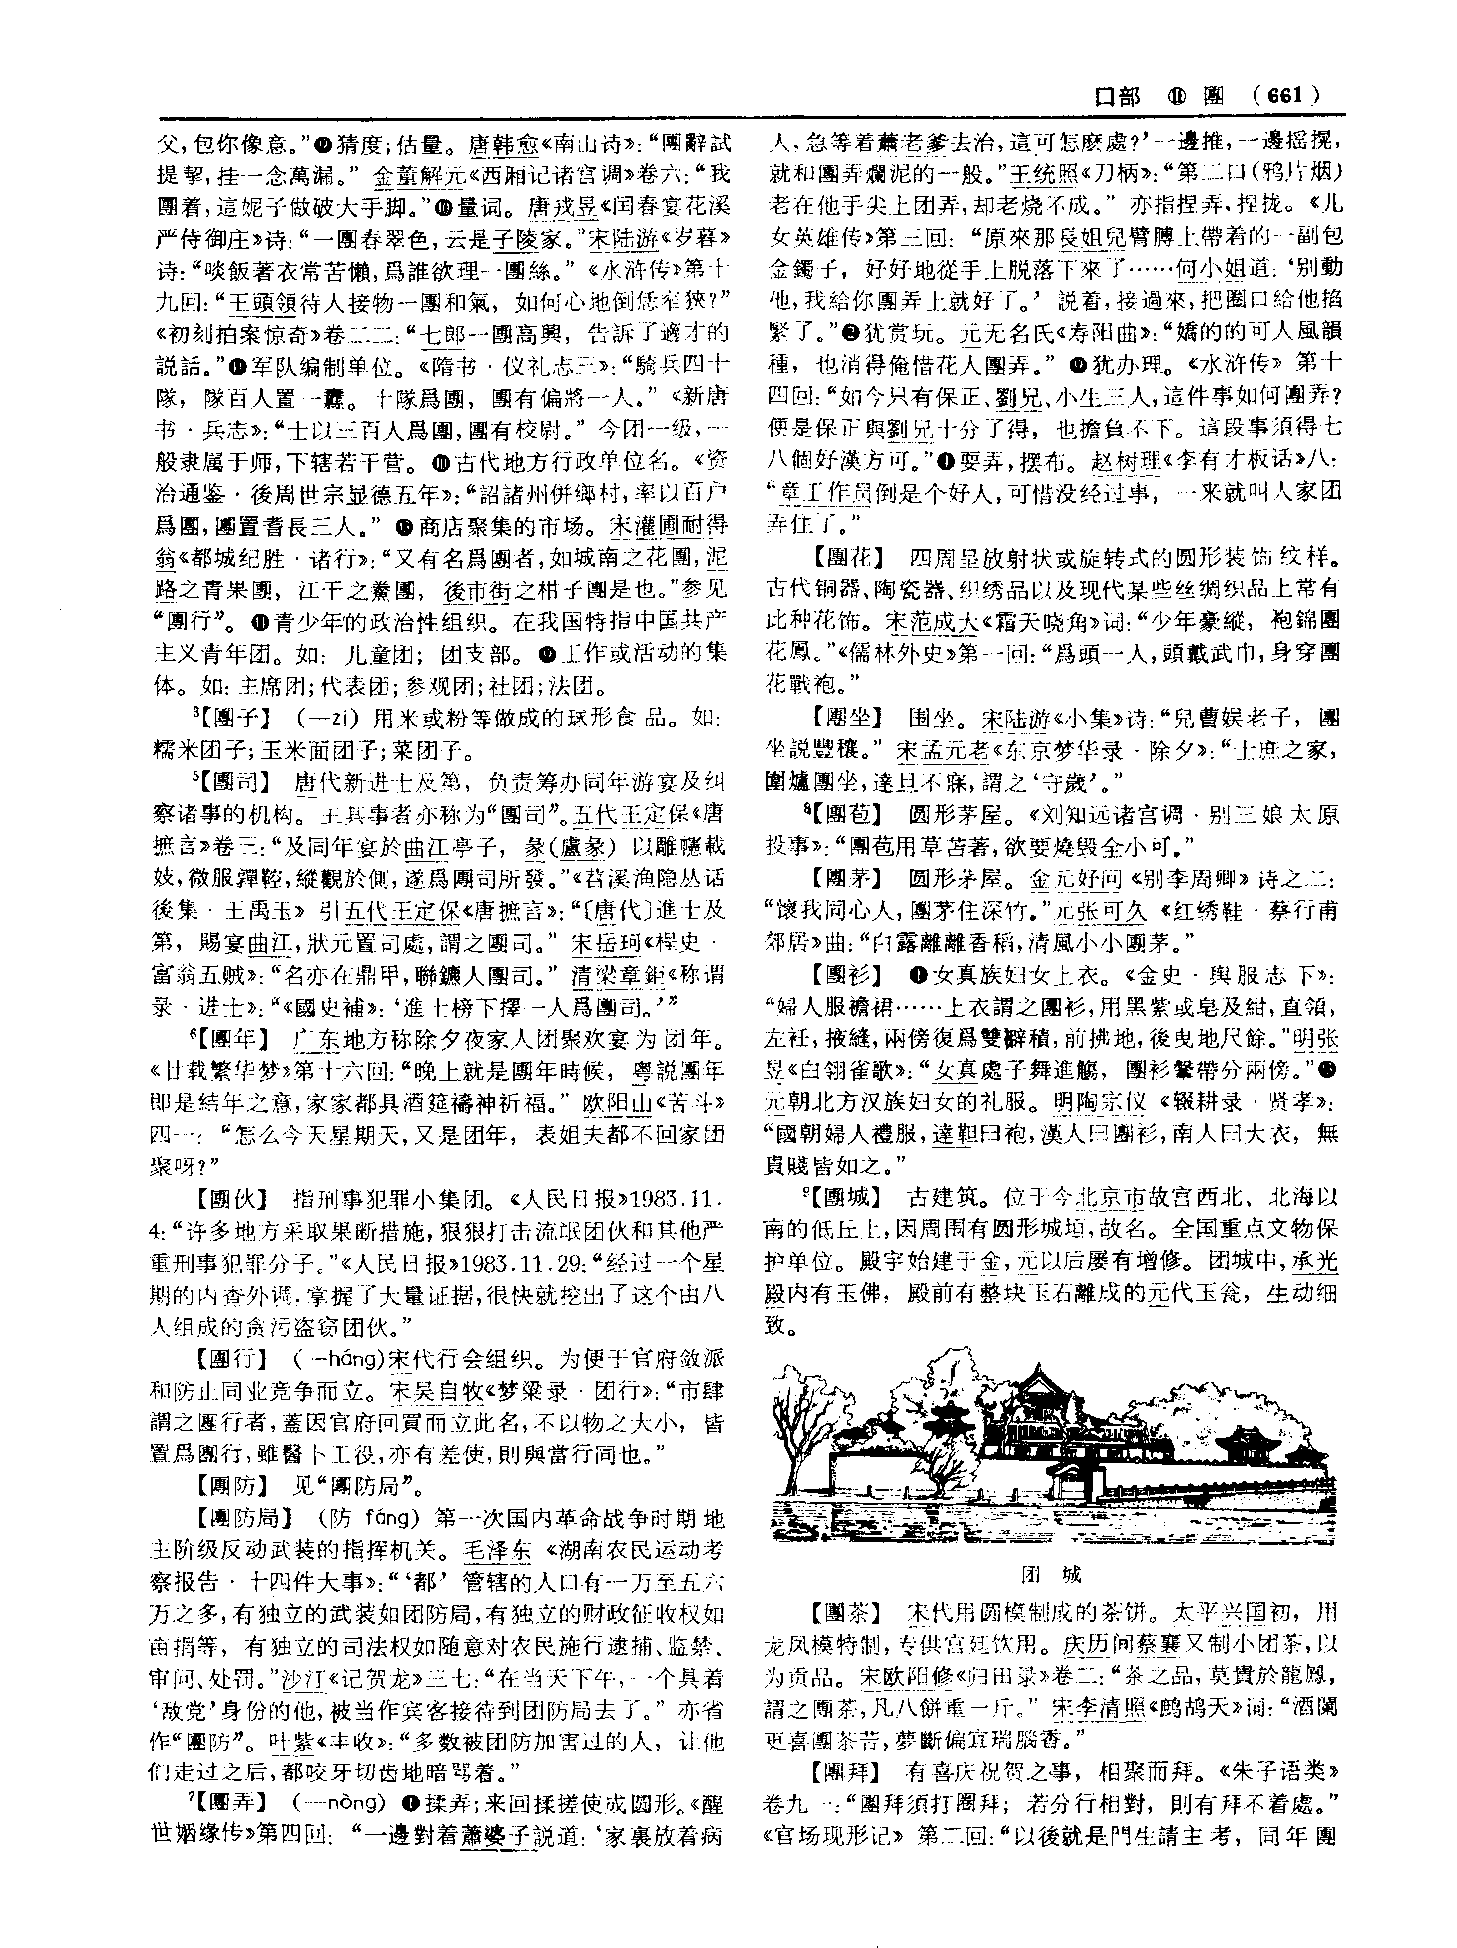 口部 ⑪ 團 (661)
父,包你像意。”⑨猜度;估量。唐韩愈《南山诗》:“團辭試
提挈,挂一念萬漏。” 金董解元《西厢记诸宫调》卷六:“我
團着,這妮子做破大手脚。”⑩量词。唐戎昱《闰春宴花溪
严侍御庄》诗:“一團春翠色,云是子陵家。”宋陆游《岁暮》
诗:“啖飯著衣常苦懶,爲誰欲理一團絲。”《水浒传》第十
九回:“王頭領待人接物一團和氣, 如何心地倒恁窄狹?”
《初刻拍案惊奇》卷二二:“七郎一團高興, 告訴了適才的
説話。”⑪军队编制单位。《隋书·仪礼志三》:“騎兵四十
隊, 隊百人置一纛。十隊爲團, 團有偏將一人。”《新唐
书·兵志》:“士以三百人爲團,團有校尉。” 今团一级,一
般隶属于师,下辖若干营。⑫古代地方行政单位名。《资
治通鉴·後周世宗显德五年》:“詔諸州併鄉村,率以百户
爲團,團置耆長三人。” ⑬商店聚集的市场。宋灌圃耐得
翁《都城纪胜·诸行》:“又有名爲團者,如城南之花團,泥
路之青果團, 江干之鮝團, 後市街之柑子團是也。”参见
“團行”。⑭青少年的政治性组织。在我国特指中国共产
主义青年团。如: 儿童团; 团支部。⑮工作或活动的集
体。如:主席团;代表团;参观团;社团;法团。
³【團子】 (—zi) 用米或粉等做成的球形食品。如:
糯米团子;玉米面团子;菜团子。
⁵【團司】 唐代新进士及第, 负责筹办同年游宴及纠
察诸事的机构。主其事者亦称为“團司”。五代王定保《唐
摭言》卷三:“及同年宴於曲江亭子, 彖(盧彖) 以雕幰載
妓,微服嚲鞚,縱觀於側,遂爲團司所發。”《苕溪渔隐丛话
後集·王禹玉》 引五代王定保《唐摭言》:“〔唐代〕進士及
第, 賜宴曲江,狀元置司處,謂之團司。” 宋岳珂《桯史·
富翁五贼》:“名亦在鼎甲,聯鑣人團司。” 清梁章鉅《称谓
录·进士》:“《國史補》:‘進士榜下擇一人爲團司。’”
⁶【團年】 广东地方称除夕夜家人团聚欢宴为团年。
《廿载繁华梦》第十六回:“晚上就是團年時候, 粤説團年
即是結年之意,家家都具酒筵禱神祈福。” 欧阳山《苦斗》
四一: “怎么今天星期天,又是团年, 表姐夫都不回家团
聚呀?”
【團伙】 指刑事犯罪小集团。《人民日报》1983.11.
4:“许多地方采取果断措施,狠狠打击流氓团伙和其他严
重刑事犯罪分子。”《人民日报》1983.11.29:“经过一个星
期的内查外调,掌握了大量证据,很快就挖出了这个由八
人组成的贪污盗窃团伙。”
【團行】 (—háng)宋代行会组织。为便于官府敛派
和防止同业竞争而立。宋吴自牧《梦粱录·团行》:“市肆
謂之團行者,蓋因官府回買而立此名,不以物之大小, 皆
置爲團行,雖醫卜工役,亦有差使,則與當行同也。”
【團防】 见“團防局”。
【團防局】 (防 fáng) 第一次国内革命战争时期地
主阶级反动武装的指挥机关。毛泽东《湖南农民运动考
察报告·十四件大事》:“‘都’管辖的人口有一万至五六
万之多,有独立的武装如团防局,有独立的财政征收权如
亩捐等, 有独立的司法权如随意对农民施行逮捕、监禁、
审问、处罚。”沙汀《记贺龙》三七:“在当天下午,一个具着
‘敌党’身份的他,被当作宾客接待到团防局去了。” 亦省
作“團防”。叶紫《丰收》:“多数被团防加害过的人, 让他
们走过之后,都咬牙切齿地暗骂着。”
⁷【團弄】 (—nòng) ❶揉弄;来回揉搓使成圆形。《醒
世姻缘传》第四回: “一邊對着蕭婆子説道:‘家裏放着病
人,急等着蕭老爹去治,這可怎麽處?’一邊推,一邊摇搅,
就和團弄爛泥的一般。”王统照《刀柄》:“第二口(鸦片烟)
老在他手尖上团弄,却老烧不成。” 亦指捏弄、捏拢。《儿
女英雄传》第三回: “原來那長姐兒臂膊上帶着的一副包
金鐲子, 好好地從手上脱落下來了……何小姐道:‘别動
他,我給你團弄上就好了。’説着,接過來,把圈口給他掐
緊了。”❷犹赏玩。元无名氏《寿阳曲》:“嬌的的可人風韻
種, 也消得俺惜花人團弄。” ❸犹办理。《水浒传》第十
四回:“如今只有保正、劉兄、小生三人,這件事如何團弄?
便是保正與劉兄十分了得, 也擔負不下。這段事須得七
八個好漢方可。”❹耍弄,摆布。赵树理《李有才板话》八:
“章工作员倒是个好人,可惜没经过事, 一来就叫人家团
弄住了。”
【團花】 四周呈放射状或旋转式的圆形装饰纹样。
古代铜器、陶瓷器、织绣品以及现代某些丝绸织品上常有
此种花饰。宋范成大《霜天晓角》词:“少年豪縱, 袍錦團
花鳳。”《儒林外史》第一回:“爲頭一人,頭戴武巾,身穿團
花戰袍。”
【團坐】 围坐。宋陆游《小集》诗:“兒曹娱老子, 團
坐説豐穰。” 宋孟元老《东京梦华录·除夕》:“士庶之家,
圍爐團坐,達旦不寐,謂之‘守歲’。”
⁸【團苞】 圆形茅屋。《刘知远诸宫调·别三娘太原
投事》:“團苞用草苫著,欲要燒毁全小可。”
【團茅】 圆形茅屋。金元好问《别李周卿》诗之二:
“懷我同心人,團茅住深竹。”元张可久《红绣鞋·蔡行甫
郊居》曲:“白露離離香稻,清風小小團茅。”
【團衫】 ❶女真族妇女上衣。《金史·舆服志下》:
“婦人服襜裙……上衣謂之團衫,用黑紫或皂及紺,直領,
左衽,掖縫,兩傍復爲雙襞積,前拂地,後曳地尺餘。”明张
昱《白翎雀歌》:“女真處子舞進觴, 團衫鞶帶分兩傍。”❷
元朝北方汉族妇女的礼服。明陶宗仪《辍耕录·贤孝》:
“國朝婦人禮服,達靼曰袍,漢人曰團衫,南人曰大衣, 無
貴賤皆如之。”
⁹【團城】 古建筑。位于今北京市故宫西北、北海以
南的低丘上,因周围有圆形城垣,故名。全国重点文物保
护单位。殿宇始建于金,元以后屡有增修。团城中,承光
殿内有玉佛, 殿前有整块玉石雕成的元代玉瓮, 生动细
致。
团 城
【團茶】 宋代用圆模制成的茶饼。太平兴国初, 用
龙凤模特制,专供宫廷饮用。庆历间蔡襄又制小团茶,以
为贡品。宋欧阳修《归田录》卷二:“茶之品,莫貴於龍鳳,
謂之團茶,凡八餅重一斤。” 宋李清照《鹧鸪天》词:“酒闌
更喜團茶苦,夢斷偏宜瑞腦香。”
【團拜】 有喜庆祝贺之事, 相聚而拜。《朱子语类》
卷九一:“團拜須打圈拜; 若分行相對, 則有拜不着處。”
《官场现形记》第二回:“以後就是門生請主考, 同年團